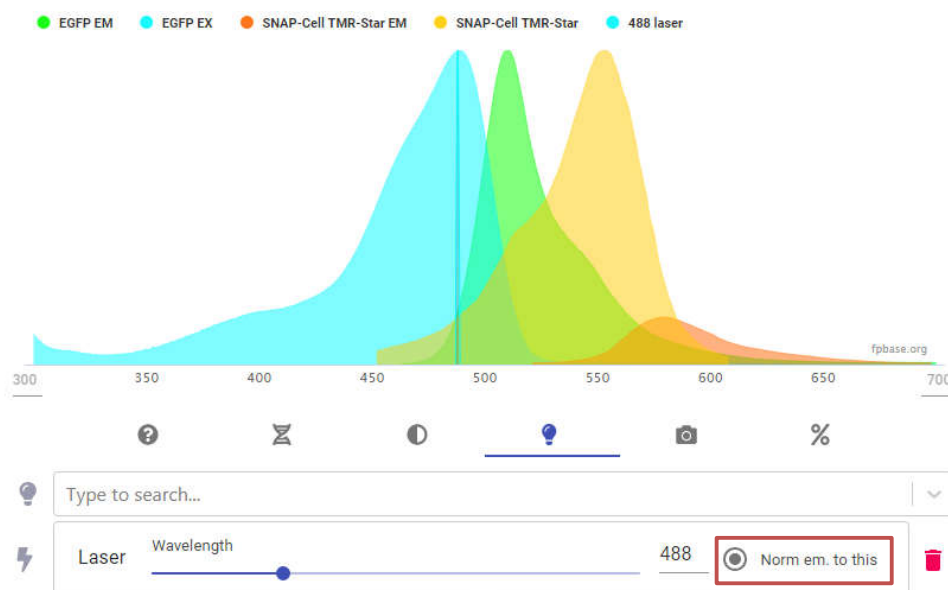 EGFP EM EGFP EX SNAP-Cell TMR-Star EM SNAP-Cell TMR-Star 488 laser
fpbase.org
300 350 400 450 500 550 600 650 700
Type to search...
Wavelength
Laser 488 Norm em. to this